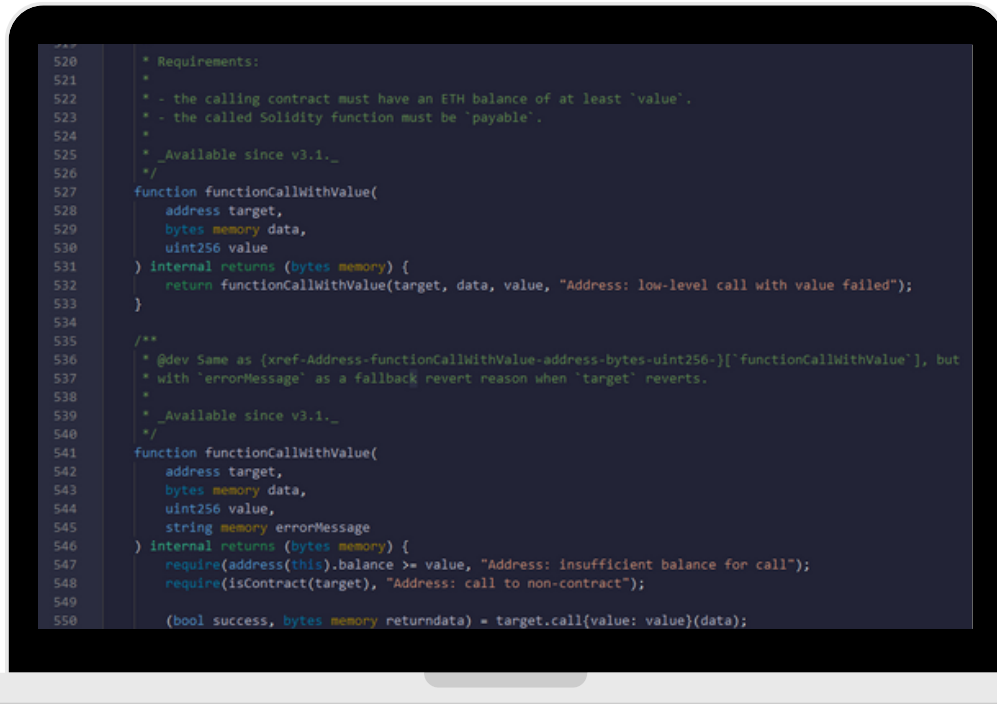 519
520 * Requirements:
521 *
522 * - the calling contract must have an ETH balance of at least `value`.
523 * - the called Solidity function must be `payable`.
524 *
525 * _Available since v3.1._
526 */
527 function functionCallWithValue(
528 address target,
529 bytes memory data,
530 uint256 value
531 ) internal returns (bytes memory) {
532 return functionCallWithValue(target, data, value, "Address: low-level call with value failed");
533 }
534
535 /**
536 * @dev Same as {xref-Address-functionCallWithValue-address-bytes-uint256-}[`functionCallWithValue`], but
537 * with `errorMessage` as a fallback revert reason when `target` reverts.
538 *
539 * _Available since v3.1._
540 */
541 function functionCallWithValue(
542 address target,
543 bytes memory data,
544 uint256 value,
545 string memory errorMessage
546 ) internal returns (bytes memory) {
547 require(address(this).balance >= value, "Address: insufficient balance for call");
548 require(isContract(target), "Address: call to non-contract");
549
550 (bool success, bytes memory returndata) = target.call{value: value}(data);